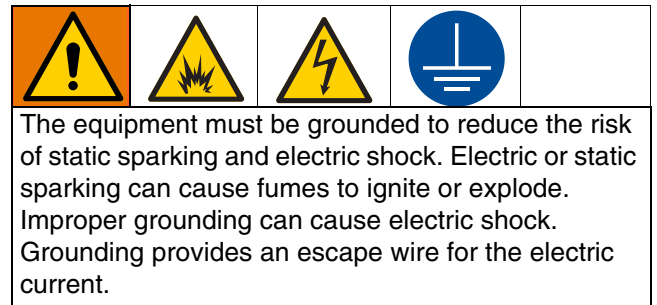 The equipment must be grounded to reduce the risk
of static sparking and electric shock. Electric or static
sparking can cause fumes to ignite or explode.
Improper grounding can cause electric shock.
Grounding provides an escape wire for the electric
current.